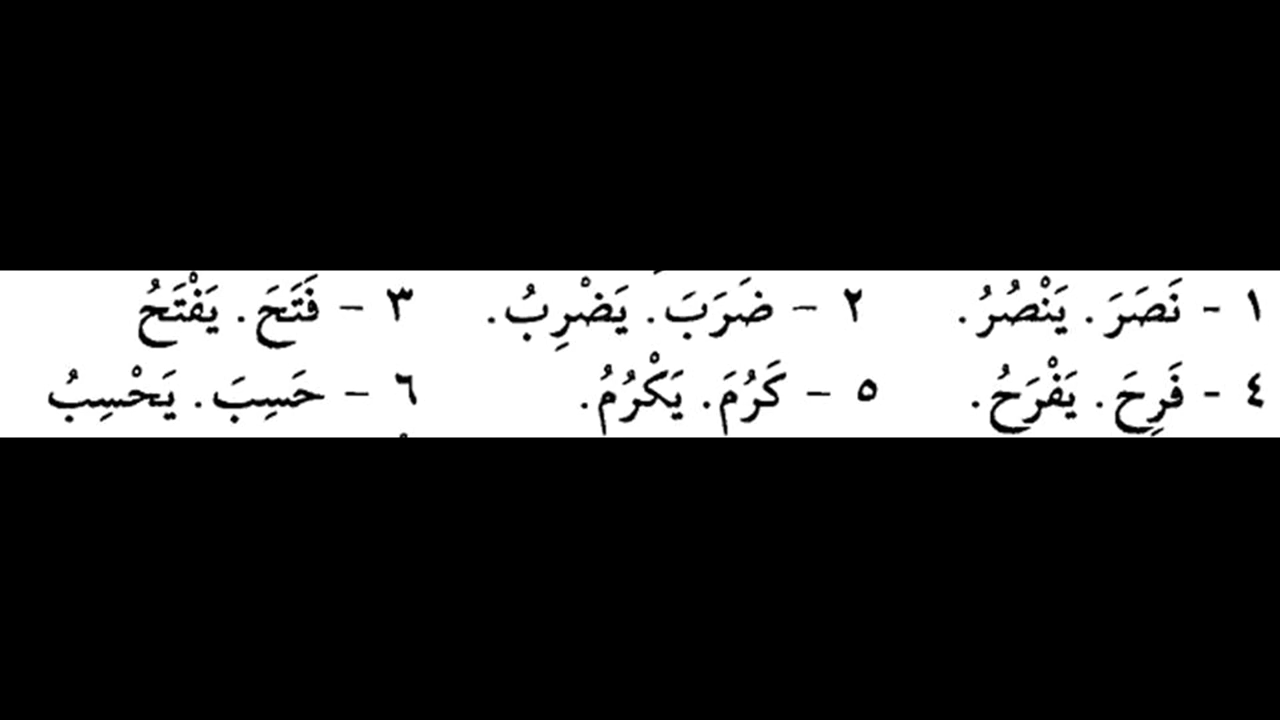 ١ - نَصَرَ. يَنْصُرُ. ٢ - ضَرَبَ. يَضْرِبُ. ٣ - فَتَحَ. يَفْتَحُ
٤ - فَرِحَ. يَفْرَحُ. ٥ - كَرُمَ. يَكْرُمُ. ٦ - حَسِبَ. يَحْسِبُ